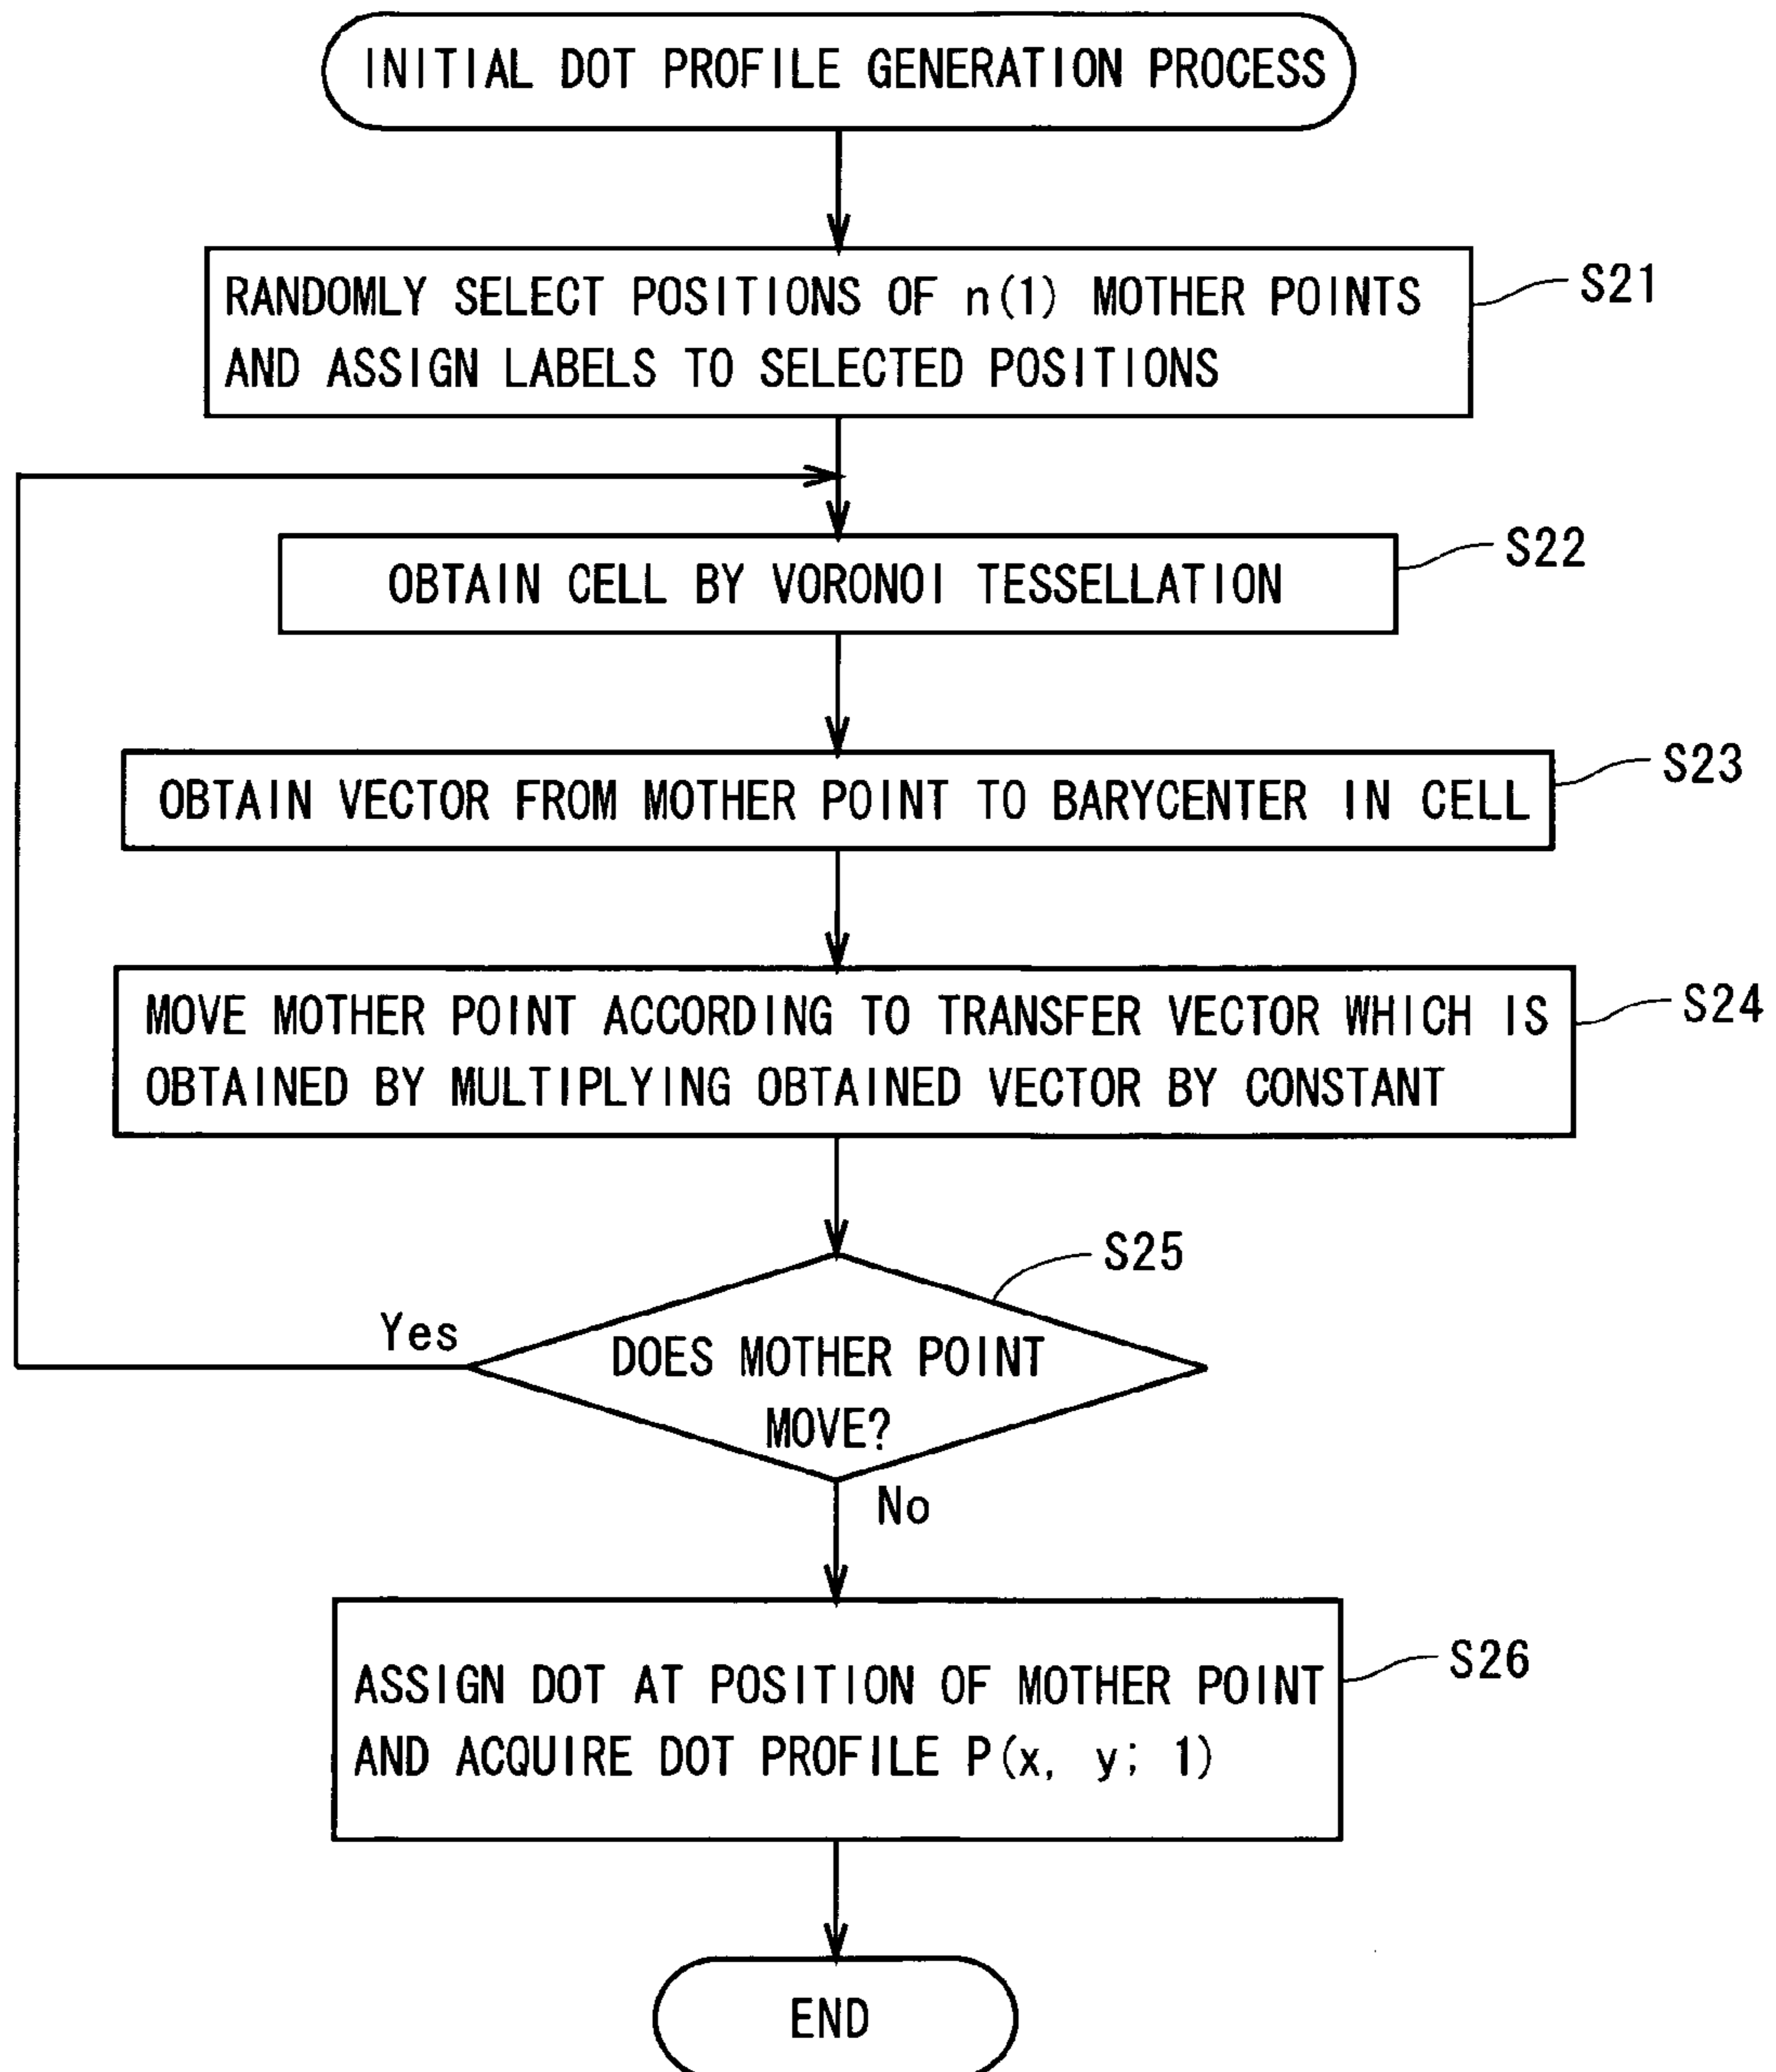 INITIAL DOT PROFILE GENERATION PROCESS
RANDOMLY SELECT POSITIONS OF n(1) MOTHER POINTS
AND ASSIGN LABELS TO SELECTED POSITIONS
S21
OBTAIN CELL BY VORONOI TESSELLATION
S22
OBTAIN VECTOR FROM MOTHER POINT TO BARYCENTER IN CELL
S23
MOVE MOTHER POINT ACCORDING TO TRANSFER VECTOR WHICH IS
OBTAINED BY MULTIPLYING OBTAINED VECTOR BY CONSTANT
S24
S25
Yes
DOES MOTHER POINT
MOVE?
No
ASSIGN DOT AT POSITION OF MOTHER POINT
AND ACQUIRE DOT PROFILE P(x, y; 1)
S26
END